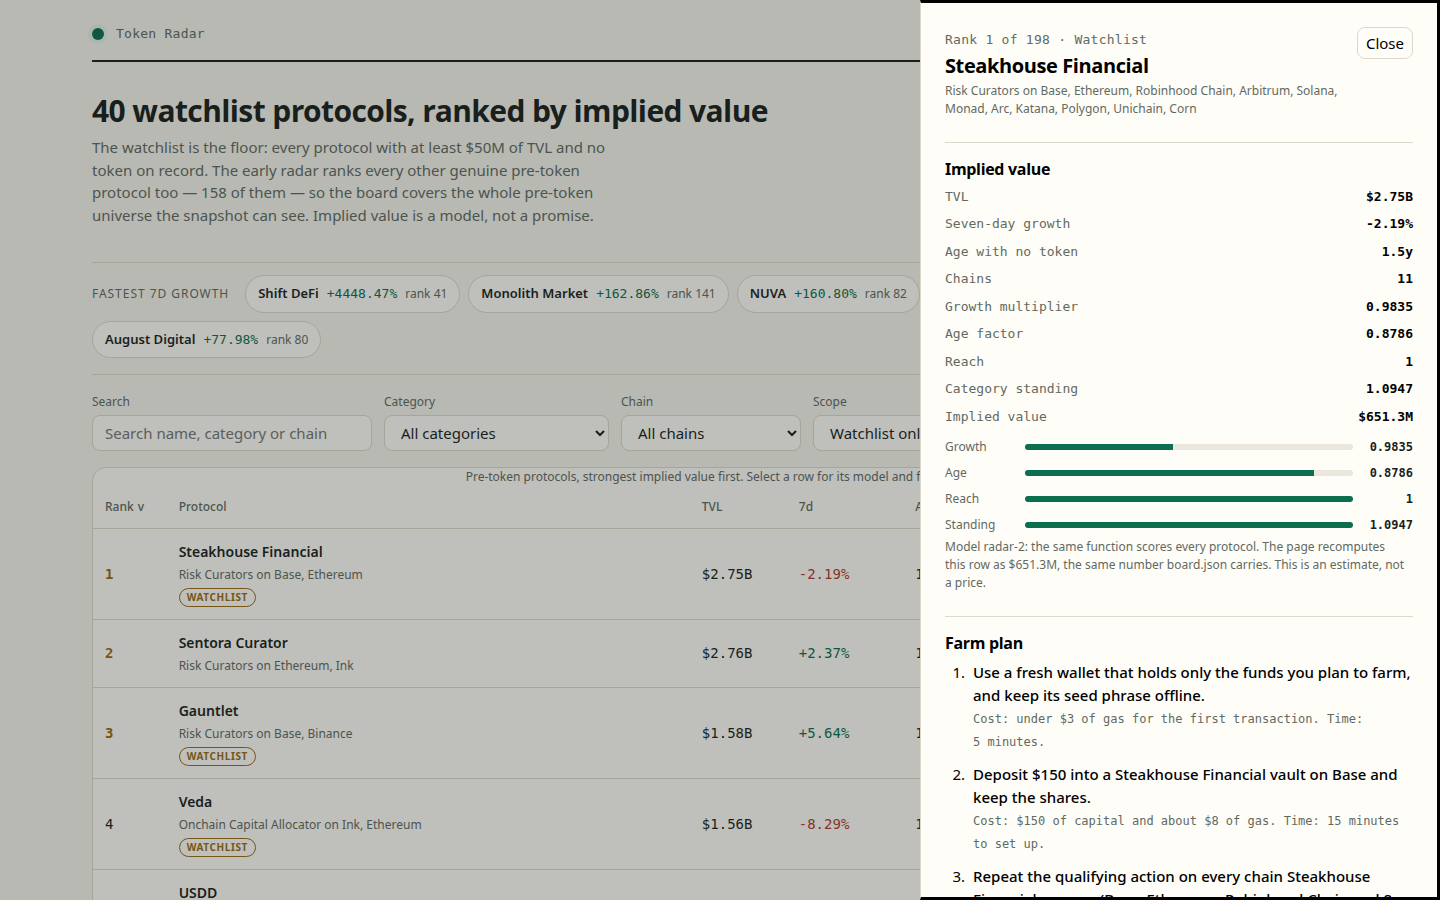 Token Radar
40 watchlist protocols, ranked by implied value
The watchlist is the floor: every protocol with at least $50M of TVL and no
token on record. The early radar ranks every other genuine pre-token
protocol too — 158 of them — so the board covers the whole pre-token
universe the snapshot can see. Implied value is a model, not a promise.
FASTEST 7D GROWTH
Shift DeFi +4448.47% rank 41
Monolith Market +162.86% rank 141
NUVA +160.80% rank 82
August Digital +77.98% rank 80
Search
Category
Chain
Scope
Search name, category or chain
All categories
All chains
Watchlist onl
Pre-token protocols, strongest implied value first. Select a row for its model and f
Rank v Protocol TVL 7d
1 Steakhouse Financial $2.75B -2.19% 1
Risk Curators on Base, Ethereum
WATCHLIST
2 Sentora Curator $2.76B +2.37% 1
Risk Curators on Ethereum, Ink
3 Gauntlet $1.58B +5.64% 1
Risk Curators on Base, Binance
WATCHLIST
4 Veda $1.56B -8.29% 1
Onchain Capital Allocator on Ink, Ethereum
WATCHLIST
USDD
Rank 1 of 198 · Watchlist
Close
Steakhouse Financial
Risk Curators on Base, Ethereum, Robinhood Chain, Arbitrum, Solana,
Monad, Arc, Katana, Polygon, Unichain, Corn
Implied value
TVL $2.75B
Seven-day growth -2.19%
Age with no token 1.5y
Chains 11
Growth multiplier 0.9835
Age factor 0.8786
Reach 1
Category standing 1.0947
Implied value $651.3M
Growth 0.9835
Age 0.8786
Reach 1
Standing 1.0947
Model radar-2: the same function scores every protocol. The page recomputes
this row as $651.3M, the same number board.json carries. This is an estimate, not
a price.
Farm plan
1. Use a fresh wallet that holds only the funds you plan to farm,
and keep its seed phrase offline.
Cost: under $3 of gas for the first transaction. Time:
5 minutes.
2. Deposit $150 into a Steakhouse Financial vault on Base and
keep the shares.
Cost: $150 of capital and about $8 of gas. Time: 15 minutes
to set up.
3. Repeat the qualifying action on every chain Steakhouse